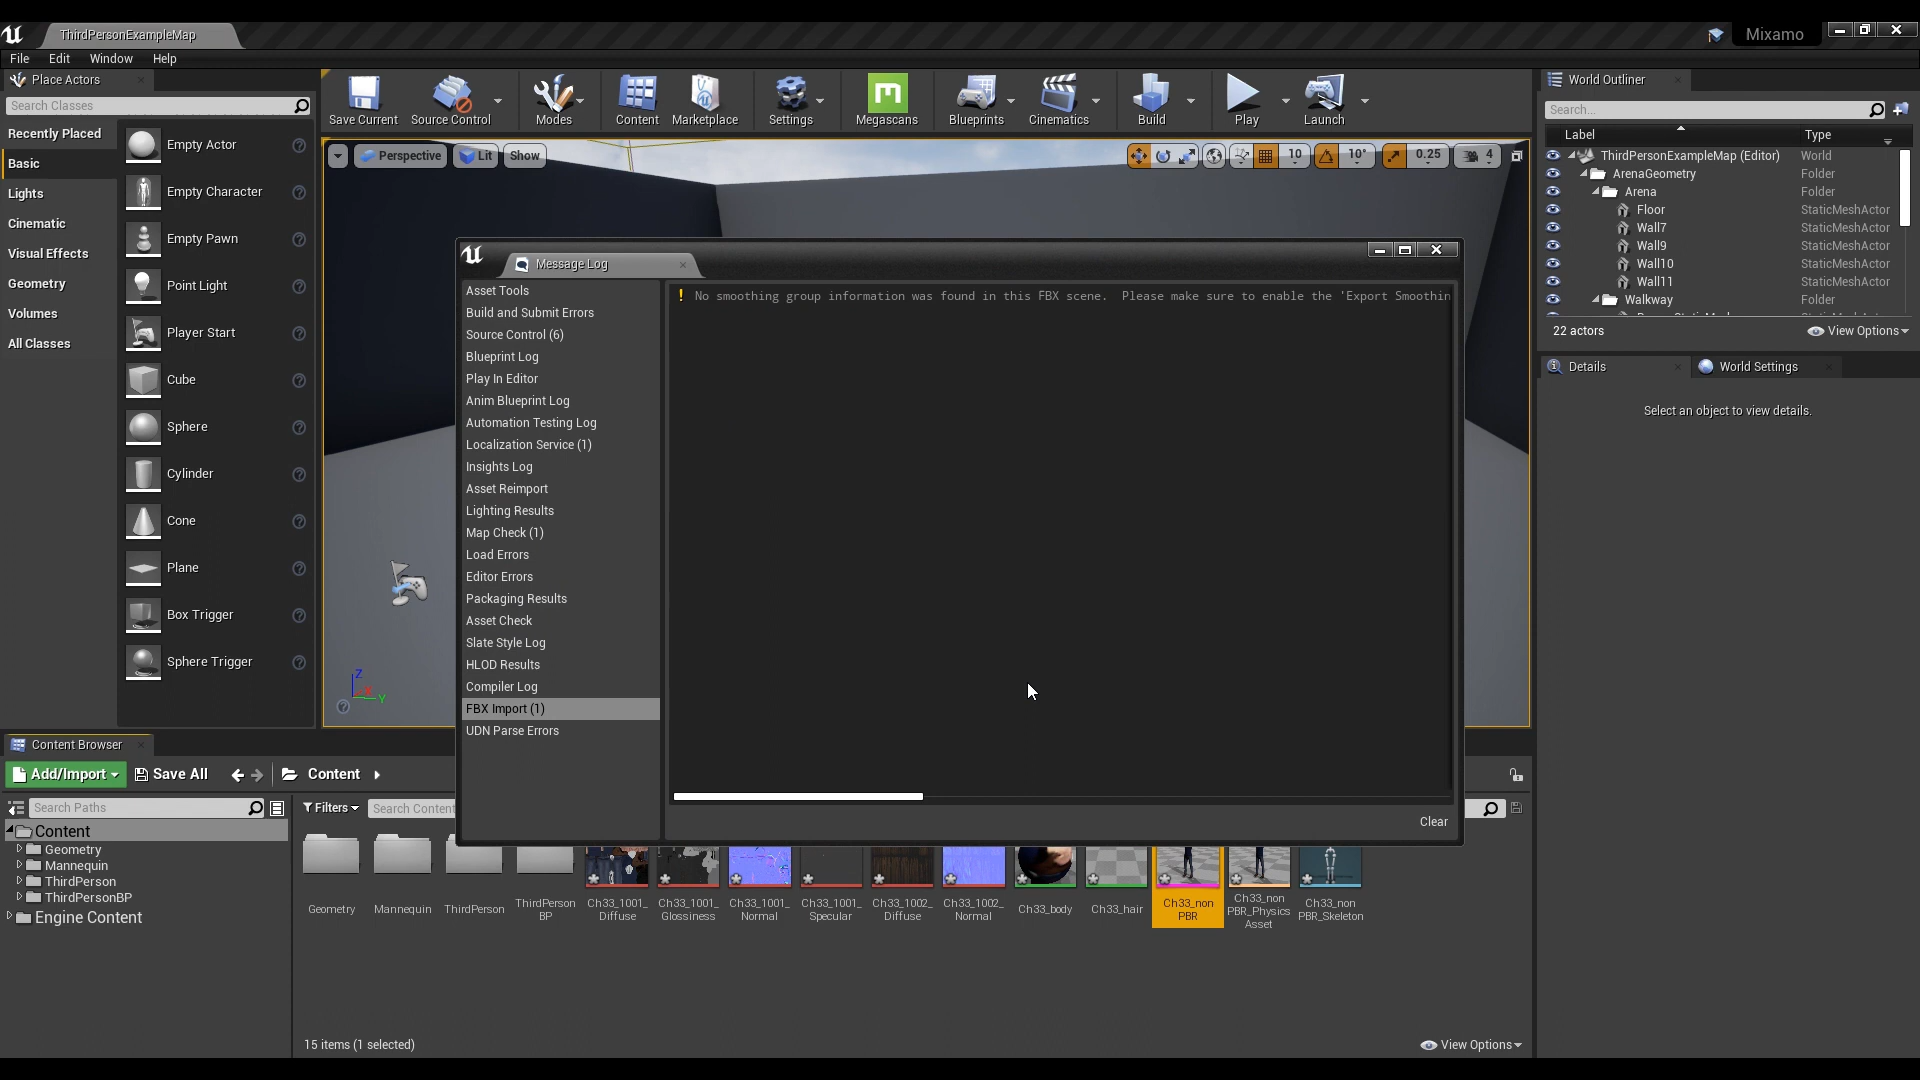 ThirdPersonExampleMap
Mixamo
File Edit Window Help
Place Actors
Search Classes
Recently Placed
Basic
Lights
Cinematic
Visual Effects
Geometry
Volumes
All Classes
Empty Actor
Empty Character
Empty Pawn
Point Light
Player Start
Cube
Sphere
Cylinder
Cone
Plane
Box Trigger
Sphere Trigger
Save Current
Source Control
Modes
Content
Marketplace
Settings
Megascans
Blueprints
Cinematics
Build
Play
Launch
Perspective
Lit
Show
10
10°
0.25
4
Z
X
Y
Message Log
Asset Tools
Build and Submit Errors
Source Control (6)
Blueprint Log
Play In Editor
Anim Blueprint Log
Automation Testing Log
Localization Service (1)
Insights Log
Asset Reimport
Lighting Results
Map Check (1)
Load Errors
Editor Errors
Packaging Results
Asset Check
Slate Style Log
HLOD Results
Compiler Log
FBX Import (1)
UDN Parse Errors
No smoothing group information was found in this FBX scene.  Please make sure to enable the 'Export Smoothin
Clear
World Outliner
Search...
Label Type
ThirdPersonExampleMap (Editor) World
ArenaGeometry Folder
Arena Folder
Floor StaticMeshActor
Wall7 StaticMeshActor
Wall9 StaticMeshActor
Wall10 StaticMeshActor
Wall11 StaticMeshActor
Walkway Folder
22 actors
View Options
Details
World Settings
Select an object to view details.
Content Browser
Add/Import
Save All
Content
Search Paths
Filters
Search Conten
Content
Geometry
Mannequin
ThirdPerson
ThirdPersonBP
Engine Content
Geometry
Mannequin
ThirdPerson
ThirdPerson
BP
Ch33_1001_
Diffuse
Ch33_1001_
Glossiness
Ch33_1001_
Normal
Ch33_1001_
Specular
Ch33_1002_
Diffuse
Ch33_1002_
Normal
Ch33_body
Ch33_hair
Ch33_non
PBR
Ch33_non
PBR_Physics
Asset
Ch33_non
PBR_Skeleton
15 items (1 selected)
View Options